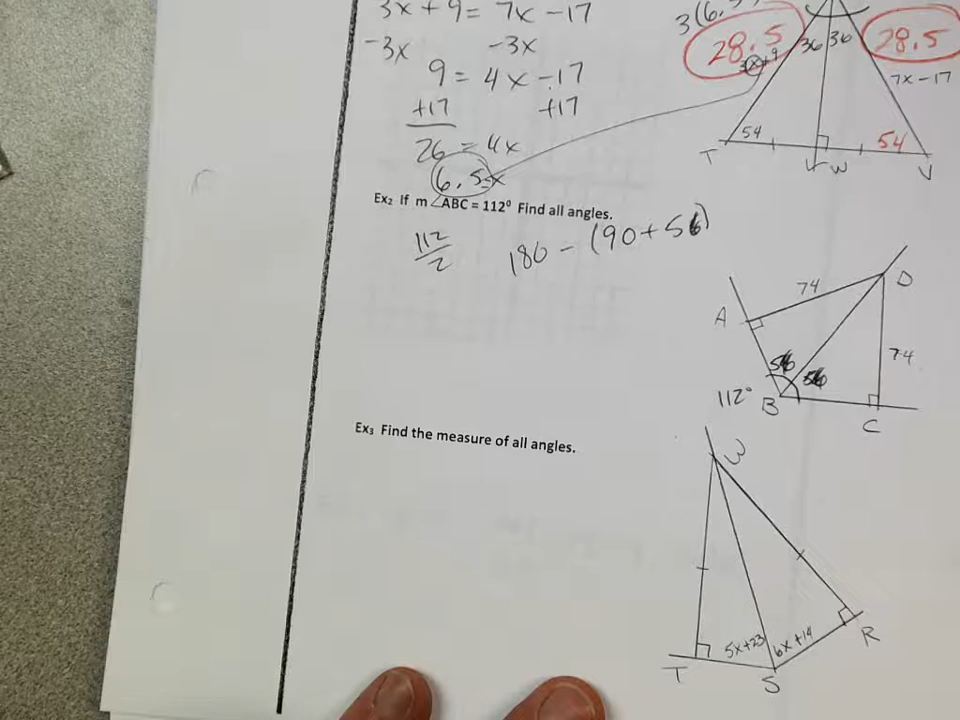 3x + 9 = 7x - 17
-3x -3x
9 = 4x - 17
+17 +17
26 = 4x
6.5 = x
28.5
3x+9
36 36
28.5
7x - 17
54
54
T
W
V
Ex2 If m∠ABC = 112° Find all angles.
112
2
180 - (90 + 56)
74
D
A
74
56
56
112°
B
C
Ex3 Find the measure of all angles.
W
5x+23
6x+14
R
T
S